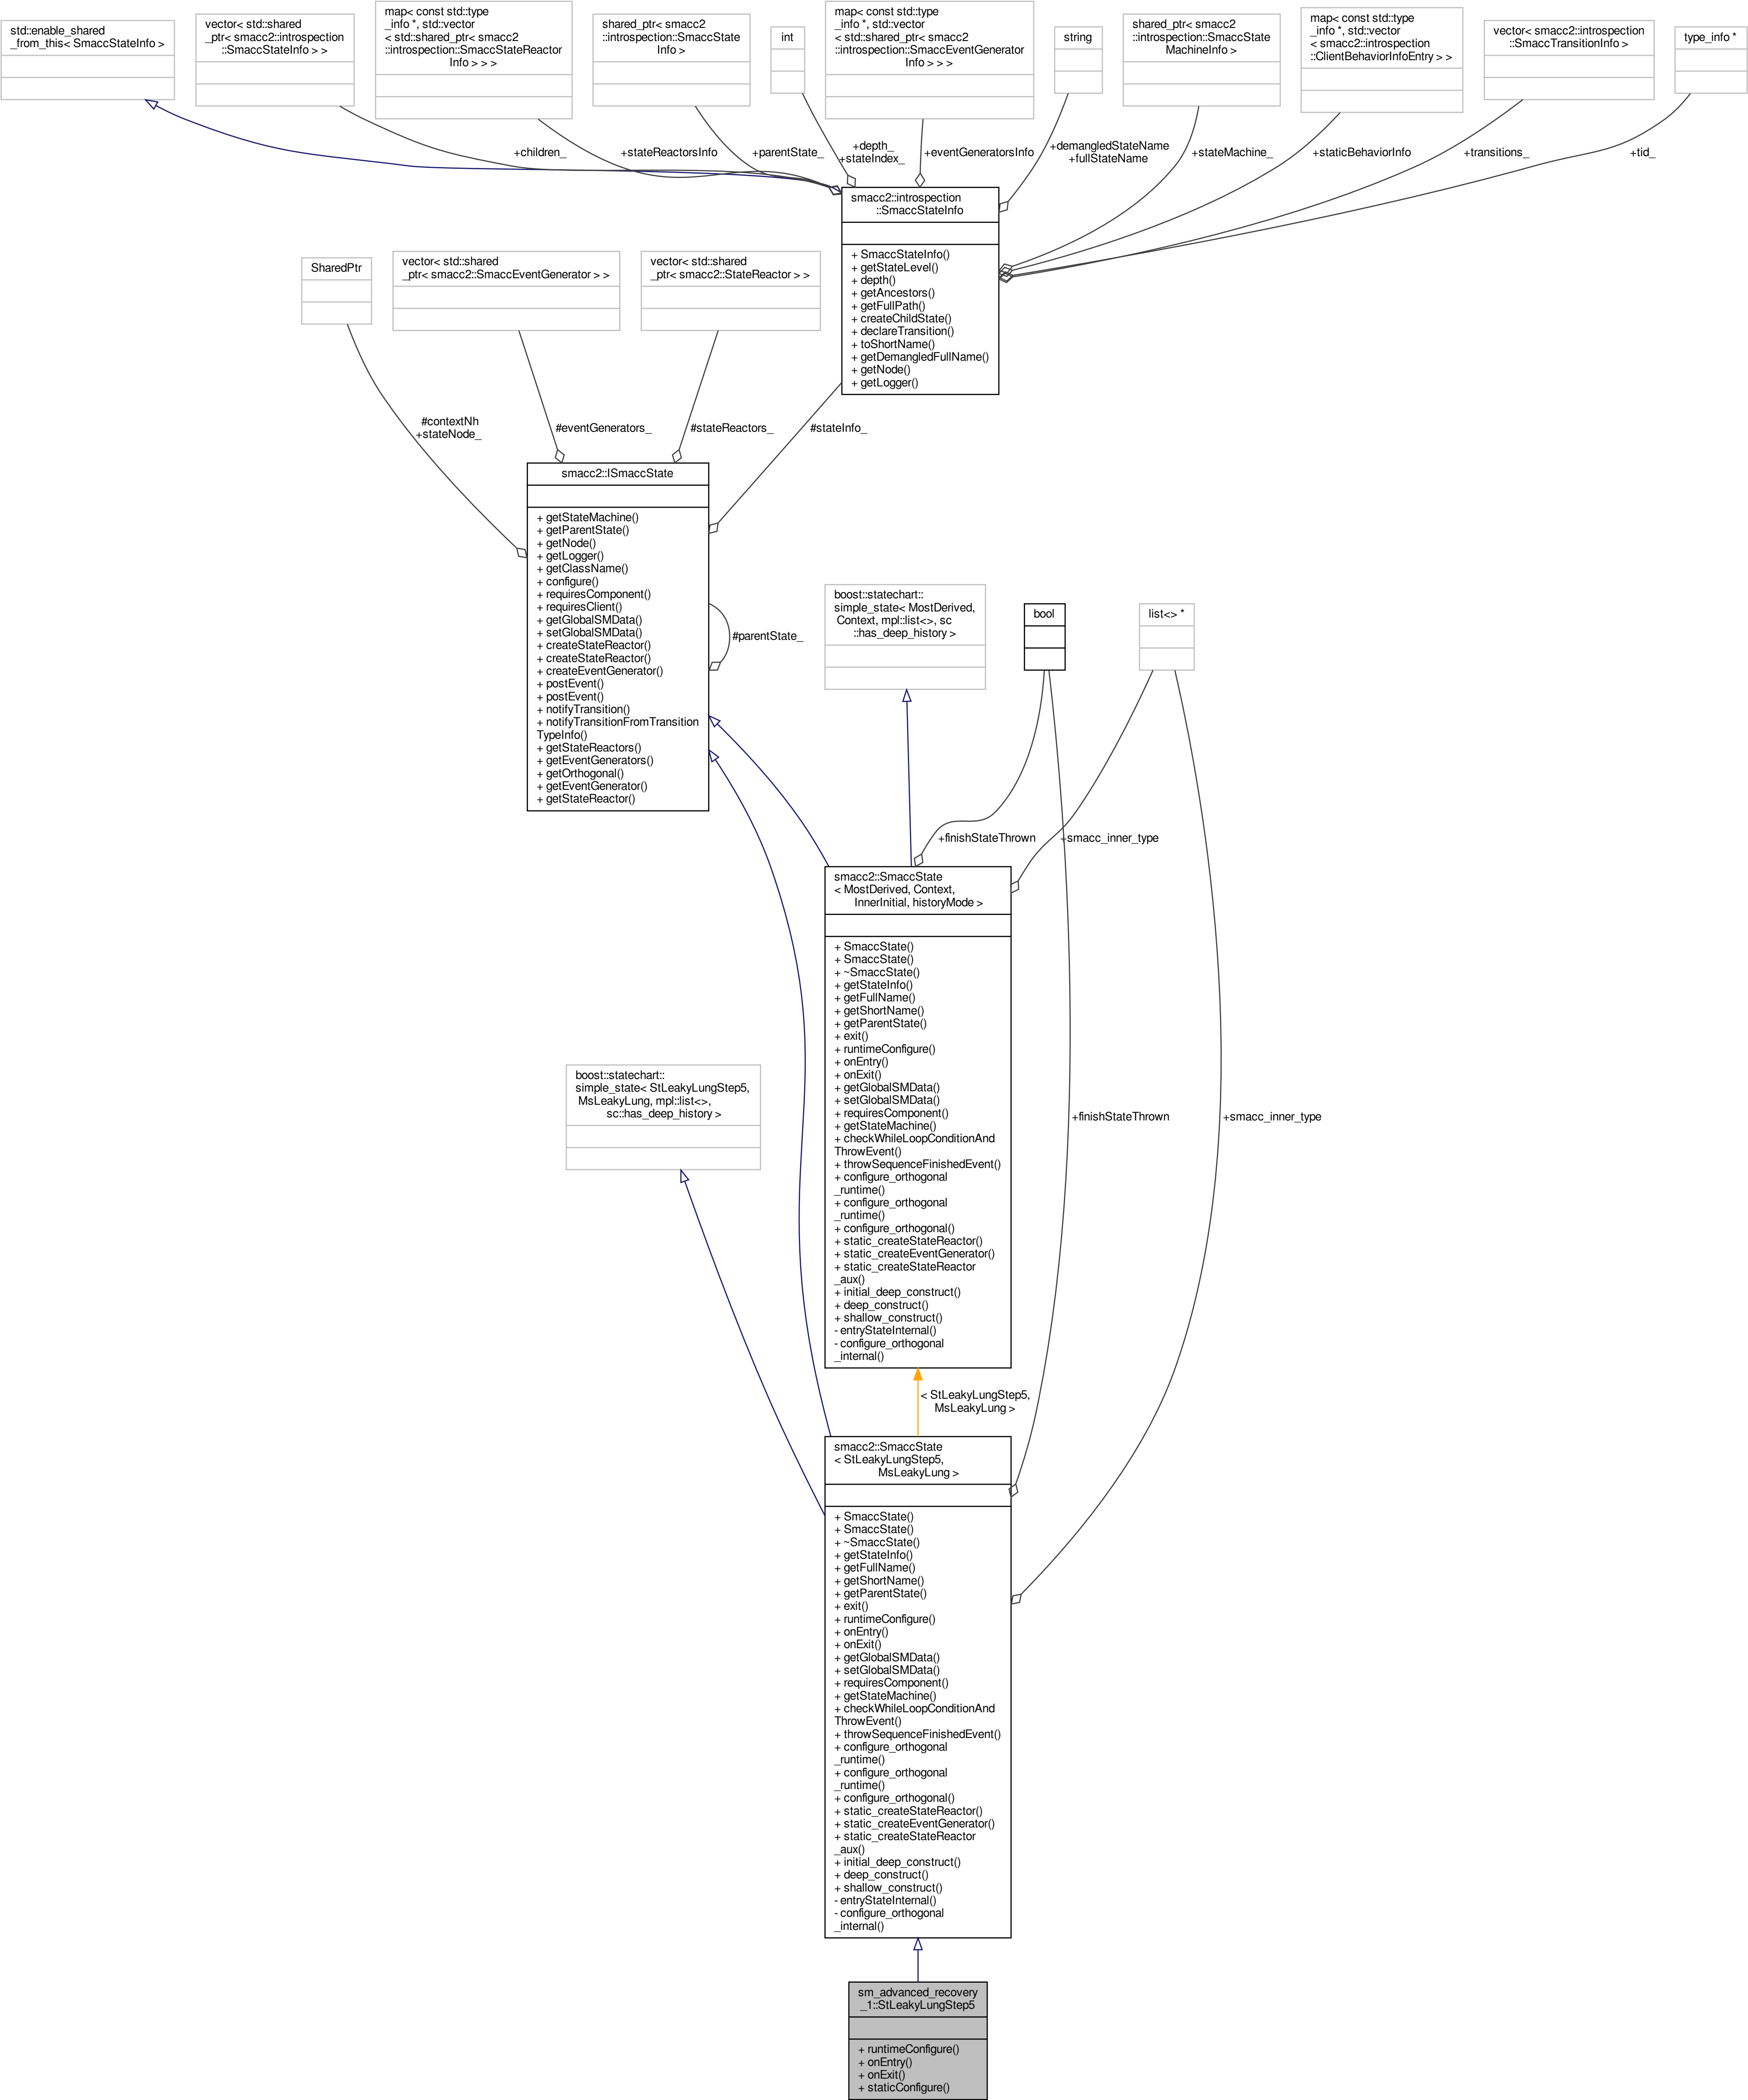 std::enable_shared
_from_this< SmaccStateInfo >
vector< std::shared
_ptr< smacc2::introspection
::SmaccStateInfo > >
map< const std::type
_info *, std::vector
< std::shared_ptr< smacc2
::introspection::SmaccStateReactor
Info > > >
shared_ptr< smacc2
::introspection::SmaccState
Info >
int
map< const std::type
_info *, std::vector
< std::shared_ptr< smacc2
::introspection::SmaccEventGenerator
Info > > >
string
shared_ptr< smacc2
::introspection::SmaccState
MachineInfo >
map< const std::type
_info *, std::vector
< smacc2::introspection
::ClientBehaviorInfoEntry > >
vector< smacc2::introspection
::SmaccTransitionInfo >
type_info *
+children_
+stateReactorsInfo
+parentState_
+depth_
+stateIndex_
+eventGeneratorsInfo
+demangledStateName
+fullStateName
+stateMachine_
+staticBehaviorInfo
+transitions_
+tid_
smacc2::introspection
::SmaccStateInfo
+ SmaccStateInfo()
+ getStateLevel()
+ depth()
+ getAncestors()
+ getFullPath()
+ createChildState()
+ declareTransition()
+ toShortName()
+ getDemangledFullName()
+ getNode()
+ getLogger()
SharedPtr
vector< std::shared
_ptr< smacc2::SmaccEventGenerator > >
vector< std::shared
_ptr< smacc2::StateReactor > >
#contextNh
+stateNode_
#eventGenerators_
#stateReactors_
#stateInfo_
smacc2::ISmaccState
+ getStateMachine()
+ getParentState()
+ getNode()
+ getLogger()
+ getClassName()
+ configure()
+ requiresComponent()
+ requiresClient()
+ getGlobalSMData()
+ setGlobalSMData()
+ createStateReactor()
+ createStateReactor()
+ createEventGenerator()
+ postEvent()
+ postEvent()
+ notifyTransition()
+ notifyTransitionFromTransition
TypeInfo()
+ getStateReactors()
+ getEventGenerators()
+ getOrthogonal()
+ getEventGenerator()
+ getStateReactor()
#parentState_
boost::statechart::
simple_state< MostDerived,
Context, mpl::list<>, sc
::has_deep_history >
bool
list<> *
+finishStateThrown
+smacc_inner_type
smacc2::SmaccState
< MostDerived, Context,
InnerInitial, historyMode >
+ SmaccState()
+ SmaccState()
+ ~SmaccState()
+ getStateInfo()
+ getFullName()
+ getShortName()
+ getParentState()
+ exit()
+ runtimeConfigure()
+ onEntry()
+ onExit()
+ getGlobalSMData()
+ setGlobalSMData()
+ requiresComponent()
+ getStateMachine()
+ checkWhileLoopConditionAnd
ThrowEvent()
+ throwSequenceFinishedEvent()
+ configure_orthogonal
_runtime()
+ configure_orthogonal
_runtime()
+ configure_orthogonal()
+ static_createStateReactor()
+ static_createEventGenerator()
+ static_createStateReactor
_aux()
+ initial_deep_construct()
+ deep_construct()
+ shallow_construct()
- entryStateInternal()
- configure_orthogonal
_internal()
boost::statechart::
simple_state< StLeakyLungStep5,
MsLeakyLung, mpl::list<>,
sc::has_deep_history >
+finishStateThrown
+smacc_inner_type
< StLeakyLungStep5,
MsLeakyLung >
smacc2::SmaccState
< StLeakyLungStep5,
MsLeakyLung >
+ SmaccState()
+ SmaccState()
+ ~SmaccState()
+ getStateInfo()
+ getFullName()
+ getShortName()
+ getParentState()
+ exit()
+ runtimeConfigure()
+ onEntry()
+ onExit()
+ getGlobalSMData()
+ setGlobalSMData()
+ requiresComponent()
+ getStateMachine()
+ checkWhileLoopConditionAnd
ThrowEvent()
+ throwSequenceFinishedEvent()
+ configure_orthogonal
_runtime()
+ configure_orthogonal
_runtime()
+ configure_orthogonal()
+ static_createStateReactor()
+ static_createEventGenerator()
+ static_createStateReactor
_aux()
+ initial_deep_construct()
+ deep_construct()
+ shallow_construct()
- entryStateInternal()
- configure_orthogonal
_internal()
sm_advanced_recovery
_1::StLeakyLungStep5
+ runtimeConfigure()
+ onEntry()
+ onExit()
+ staticConfigure()